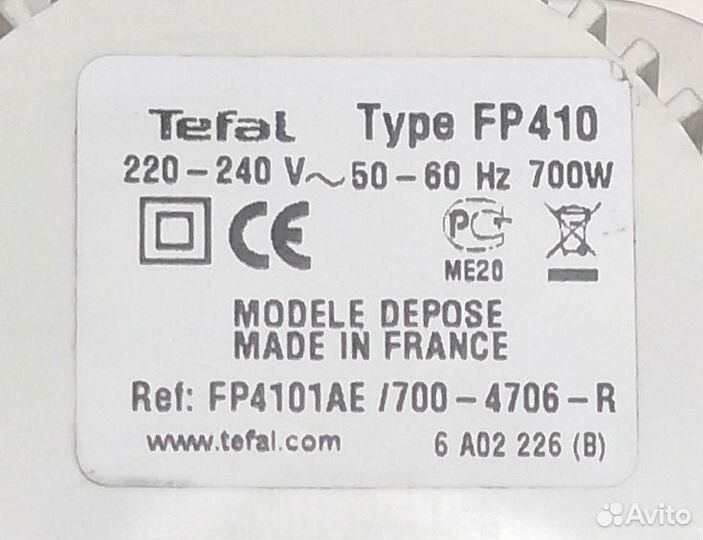 Tefal Type FP410
220-240 V~50-60 Hz 700W
CE PCT
ME20
MODELE DEPOSE
MADE IN FRANCE
Ref: FP4101AE /700-4706-R
www.tefal.com 6 A02 226 (B)
Avito